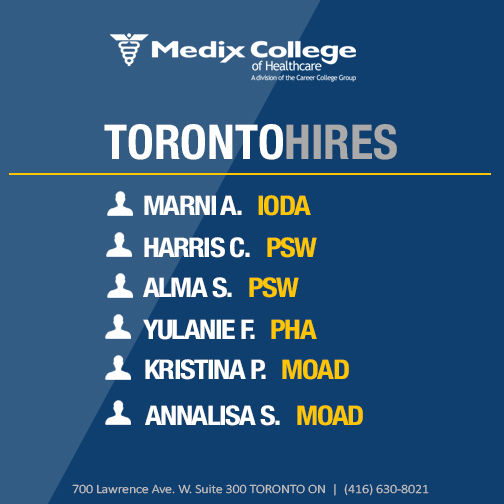 Medix College
of Healthcare
A division of the Career College Group
TORONTOHIRES
MARNI A. IODA
HARRIS C. PSW
ALMA S. PSW
YULANIE F. PHA
KRISTINA P. MOAD
ANNALISA S. MOAD
700 Lawrence Ave. W. Suite 300 TORONTO ON | (416) 630-8021